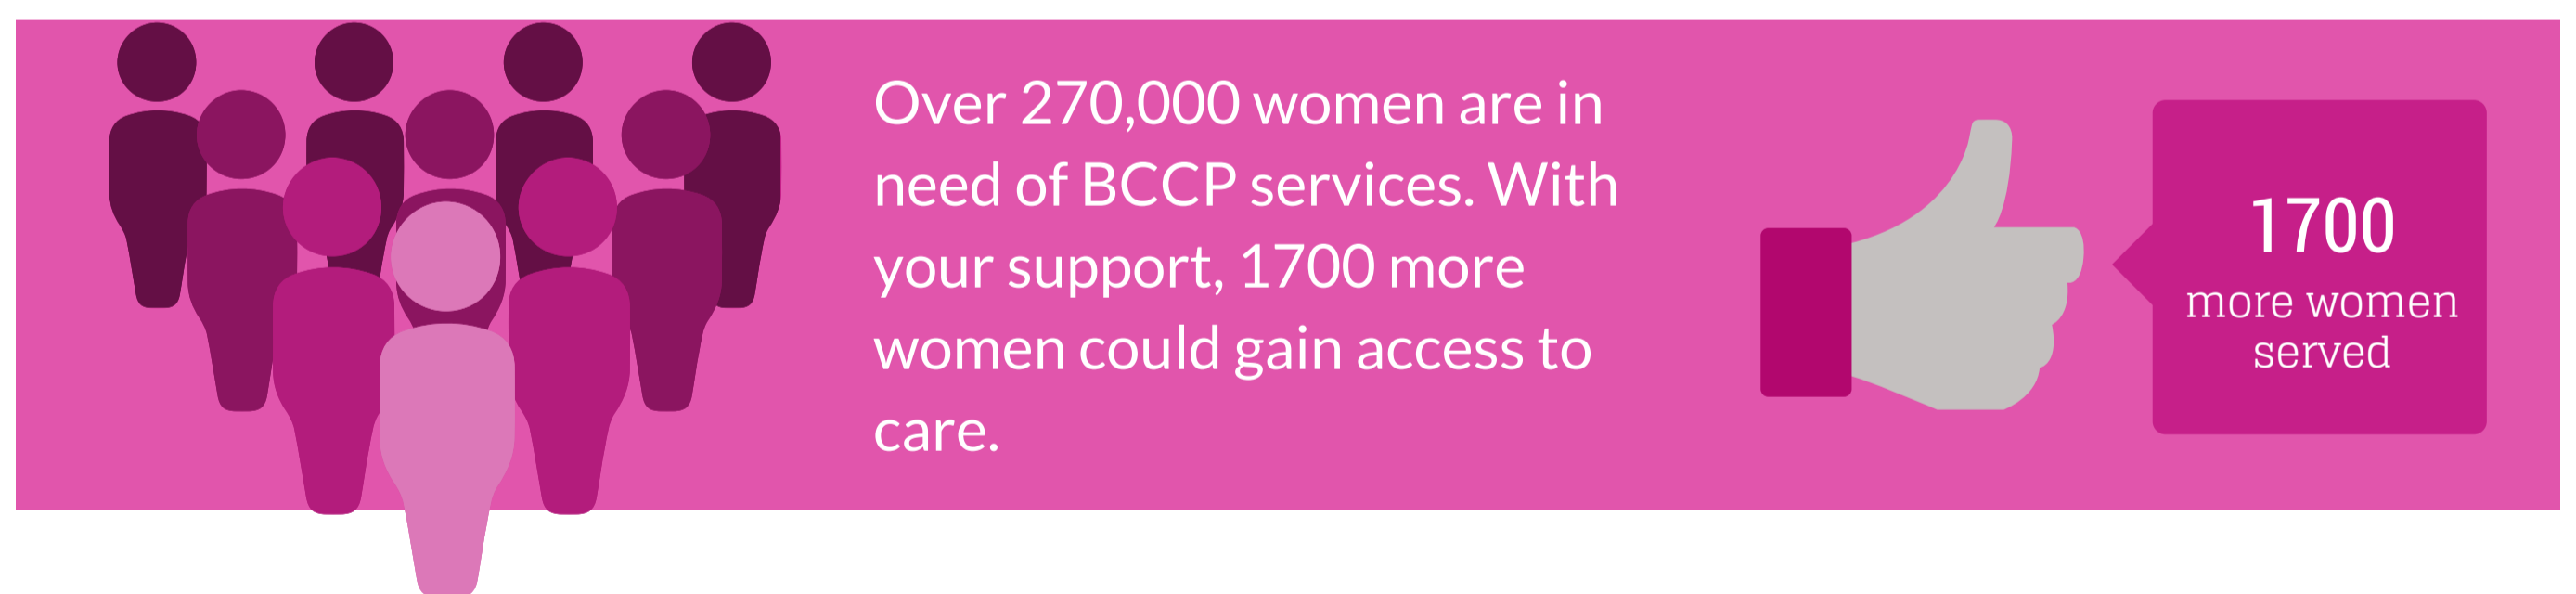 Over 270,000 women are in
need of BCCP services. With
your support, 1700 more
women could gain access to
care.
1700
more women
served